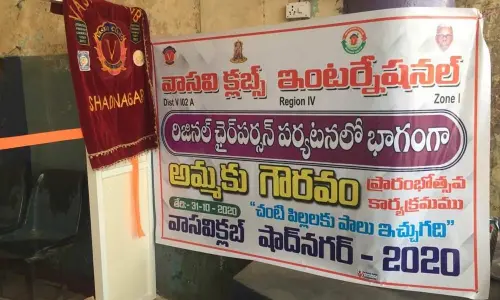 SHADNAGAR
వాసవి క్లబ్స్ ఇంటర్నేషనల్
Dist V 102 A Region IV Zone I
రిజినల్ చైర్‌పర్సన్ పర్యటనలో భాగంగా
అమ్మకు గౌరవం ప్రారంభోత్సవ కార్యక్రమము
తేది:-31-10-2020 "చంటి పిల్లలకు పాలు ఇచ్చుగది"
వాసవిక్లబ్ షాద్‌నగర్ - 2020